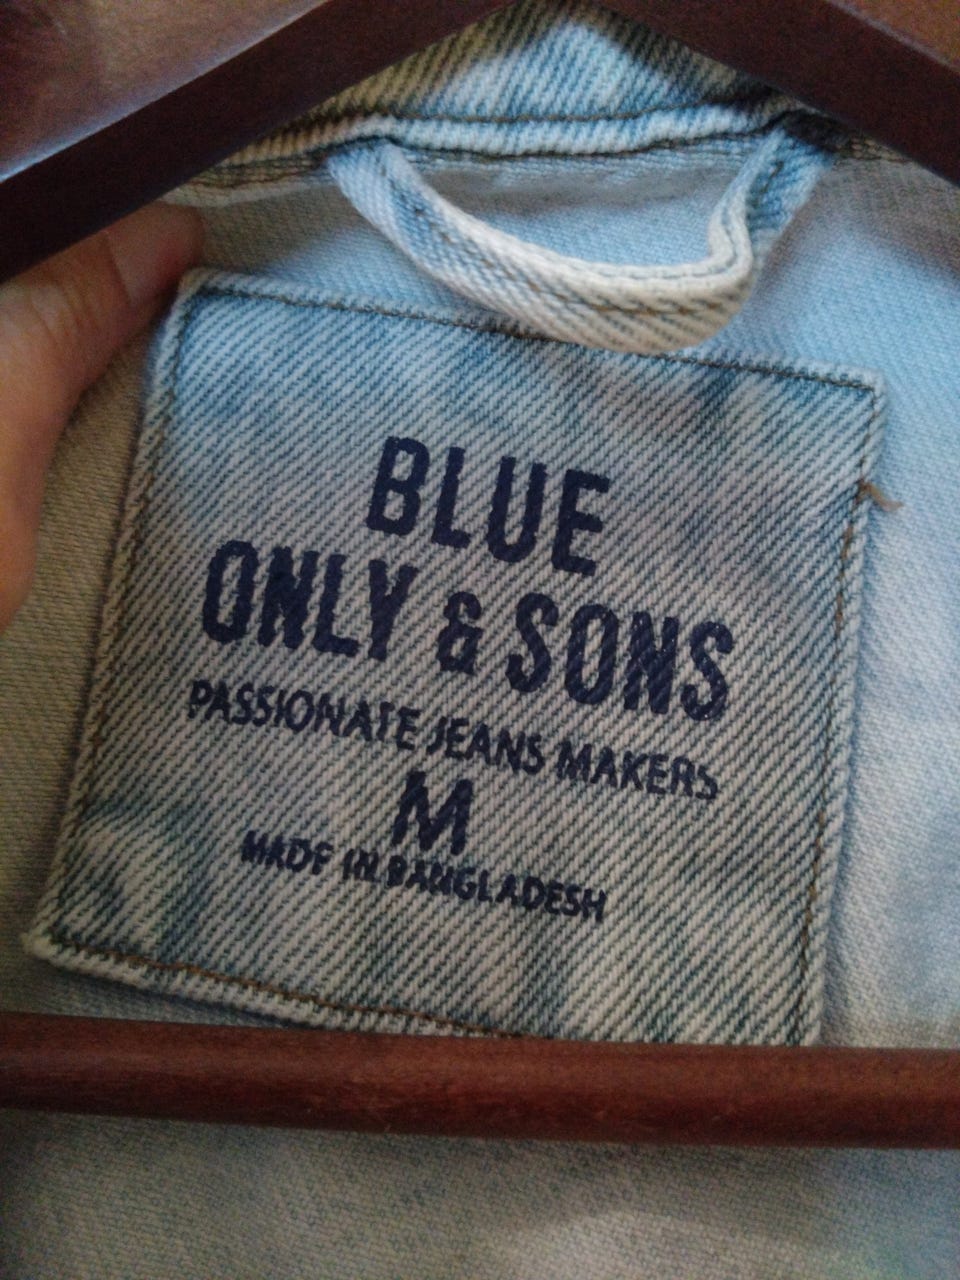 BLUE
ONLY & SONS
PASSIONATE JEANS MAKERS
M
MADE IN BANGLADESH